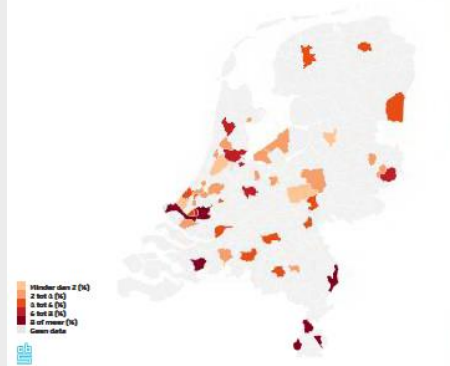 Minder dan 2 (%)
2 tot 4 (%)
4 tot 6 (%)
6 tot 8 (%)
8 of meer (%)
Geen data